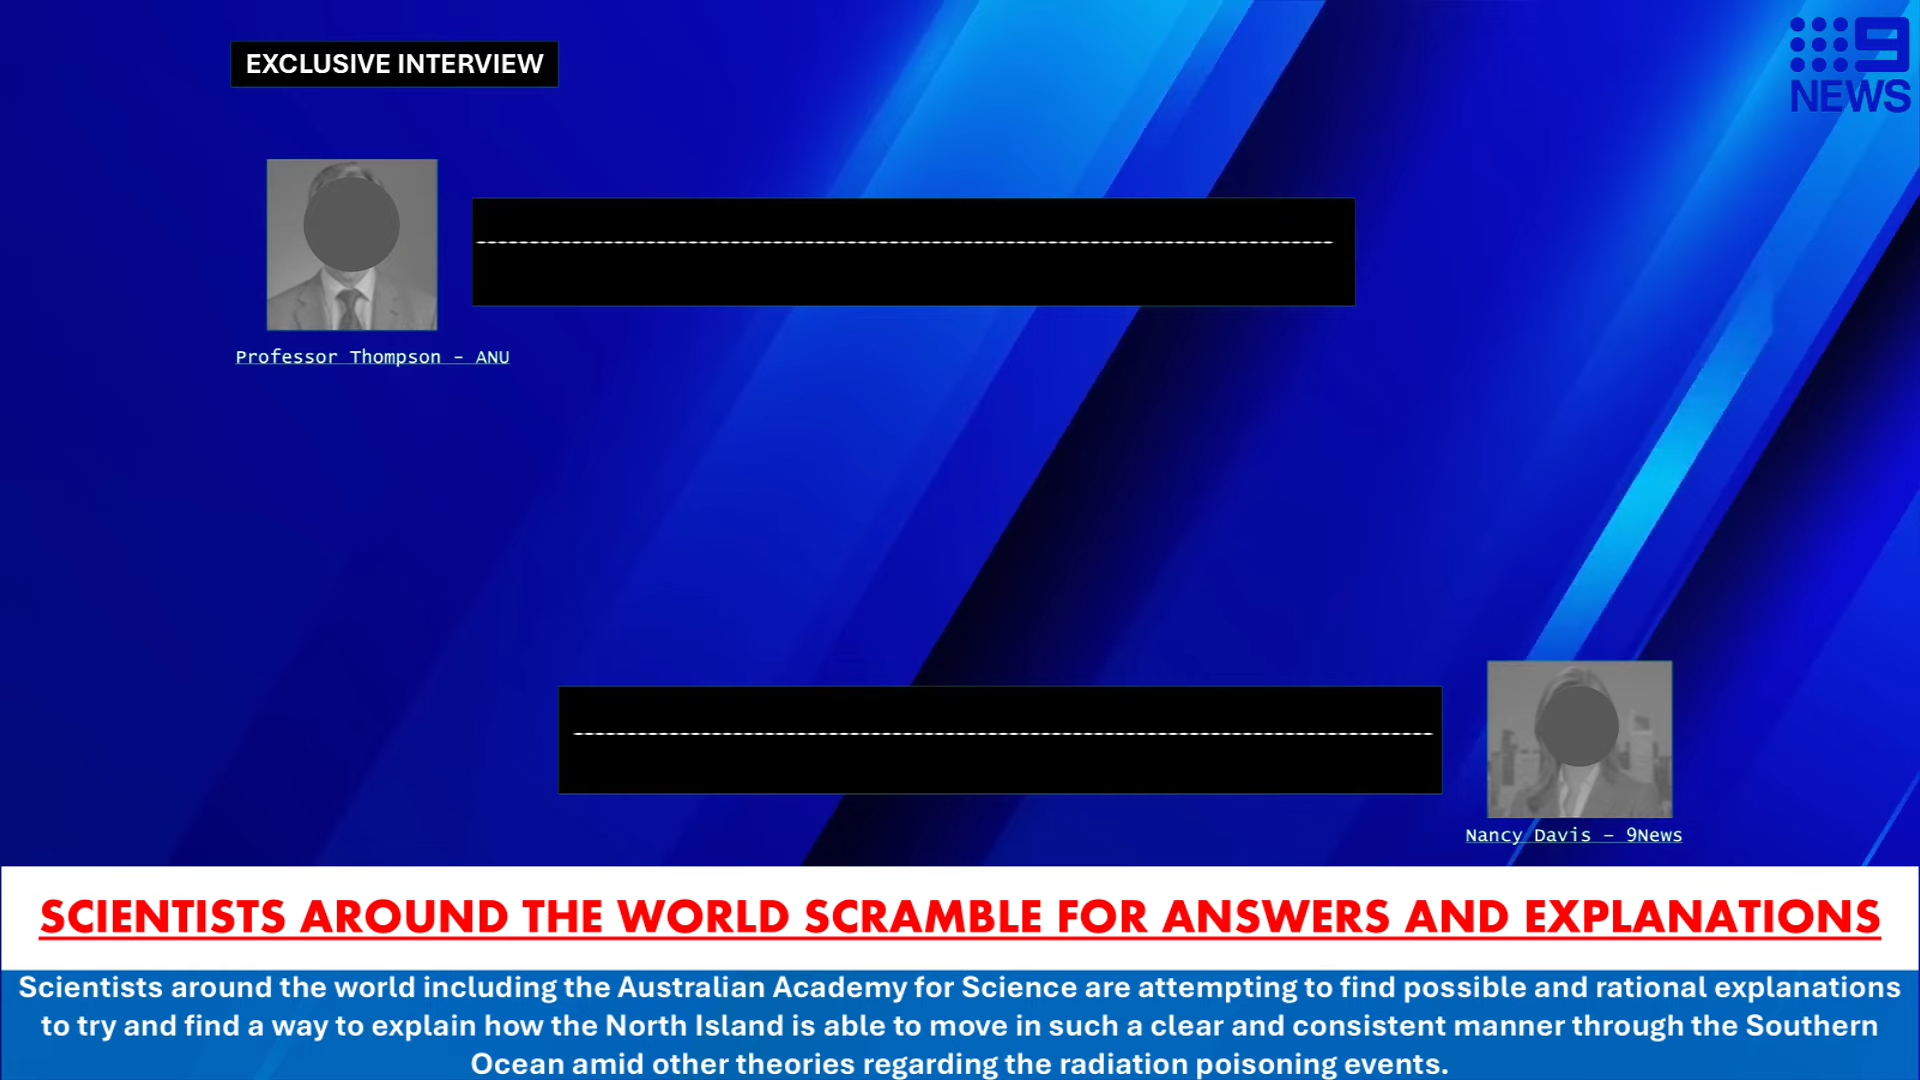 EXCLUSIVE INTERVIEW
9
NEWS
Professor Thompson - ANU
Nancy Davis - 9News
SCIENTISTS AROUND THE WORLD SCRAMBLE FOR ANSWERS AND EXPLANATIONS
Scientists around the world including the Australian Academy for Science are attempting to find possible and rational explanations
to try and find a way to explain how the North Island is able to move in such a clear and consistent manner through the Southern
Ocean amid other theories regarding the radiation poisoning events.